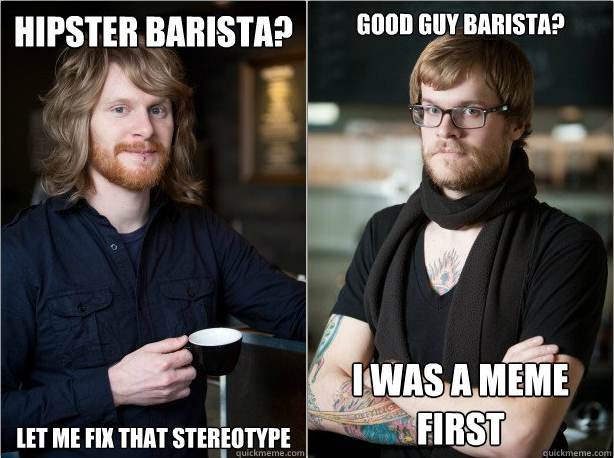 HIPSTER BARISTA?
LET ME FIX THAT STEREOTYPE
quickmeme.com
GOOD GUY BARISTA?
I WAS A MEME
FIRST
quickmeme.com